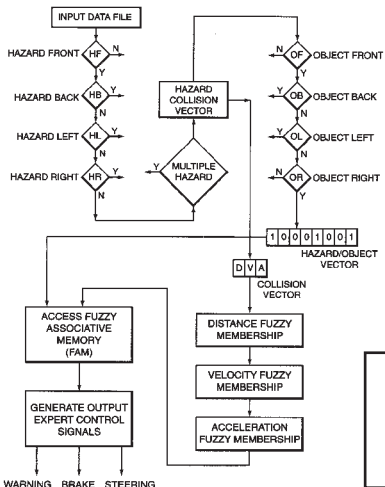 INPUT DATA FILE
HAZARD FRONT
HF
N
Y
HAZARD BACK
HB
Y
N
HAZARD LEFT
HL
Y
N
HAZARD RIGHT
HR
Y
N
Y
MULTIPLE
HAZARD
HAZARD
COLLISION
VECTOR
N
OF
OBJECT FRONT
Y
Y
OB
OBJECT BACK
N
Y
OL
OBJECT LEFT
N
N
OR
OBJECT RIGHT
Y
1 0 0 0 1 0 0 1
HAZARD/OBJECT
VECTOR
D V A
COLLISION
VECTOR
ACCESS FUZZY
ASSOCIATIVE
MEMORY
(FAM)
DISTANCE FUZZY
MEMBERSHIP
VELOCITY FUZZY
MEMBERSHIP
GENERATE OUTPUT
EXPERT CONTROL
SIGNALS
ACCELERATION
FUZZY MEMBERSHIP
WARNING BRAKE STEERING